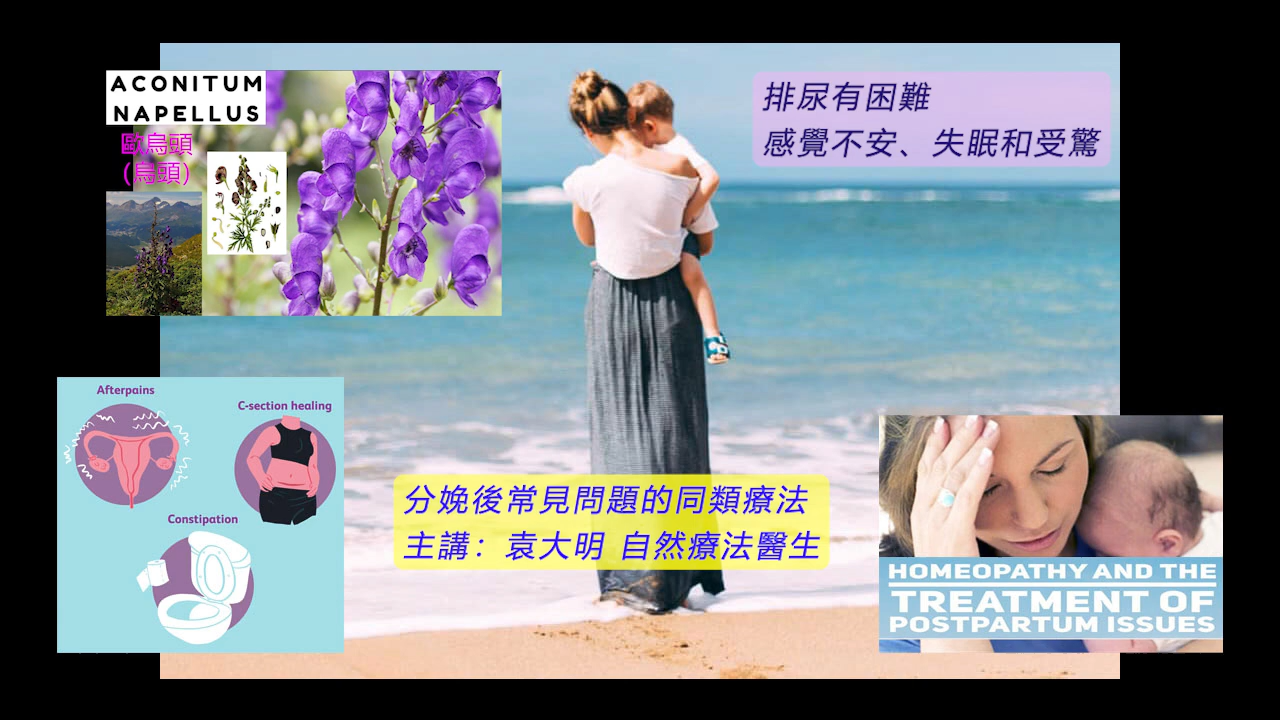 ACONITUM
NAPELLUS
歐烏頭
(烏頭)
排尿有困難
感覺不安、失眠和受驚
Afterpains
C-section healing
Constipation
分娩後常見問題的同類療法
主講：袁大明 自然療法醫生
HOMEOPATHY AND THE
TREATMENT OF
POSTPARTUM ISSUES